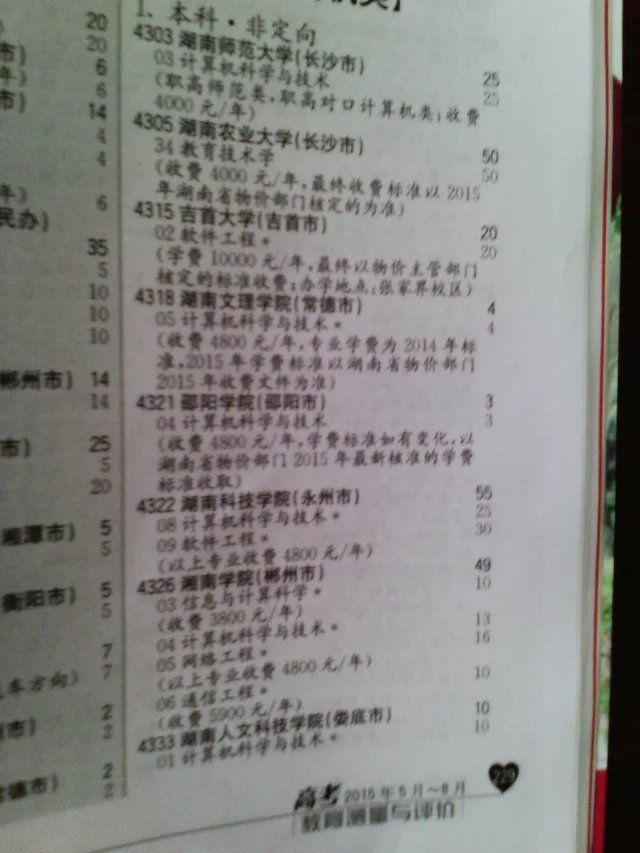 20
市) 20
年) 6
市) 6
14
4
4
年) 6
民办)
35
5
10
10
10
郴州市) 14
14
市) 25
5
20
湘潭市) 5
5
衡阳市) 5
5
7
车方向) 7
市) 2
2
2
常德市) 2
1. 本科·非定向
4303 湖南师范大学(长沙市) 25
03 计算机科学与技术 25
(职高师范类,职高对口计算机类;收费
4000 元/年)
4305 湖南农业大学(长沙市) 50
34 教育技术学 50
(收费 4000 元/年,最终收费标准以 2015
年湖南省物价部门核定的为准)
4315 吉首大学(吉首市) 20
02 软件工程* 20
(学费 10000 元/年,最终以物价主管部门
核定的标准收费;办学地点:张家界校区)
4318 湖南文理学院(常德市) 4
05 计算机科学与技术* 4
(收费 4800 元/年,专业学费为 2014 年标
准,2015 年学费标准以湖南省物价部门
2015 年收费文件为准)
4321 邵阳学院(邵阳市) 3
04 计算机科学与技术 3
(收费 4800 元/年,学费标准如有变化,以
湖南省物价部门 2015 年最新核准的学费
标准收取)
4322 湖南科技学院(永州市) 55
08 计算机科学与技术* 25
09 软件工程* 30
(以上专业收费 4800 元/年)
4326 湘南学院(郴州市) 49
03 信息与计算科学* 10
(收费 3800 元/年)
04 计算机科学与技术* 13
05 网络工程* 16
(以上专业收费 4800 元/年)
06 通信工程* 10
(收费 5900 元/年)
4333 湖南人文科技学院(娄底市) 10
01 计算机科学与技术* 10
高考 2015 年 5 月~6 月
229